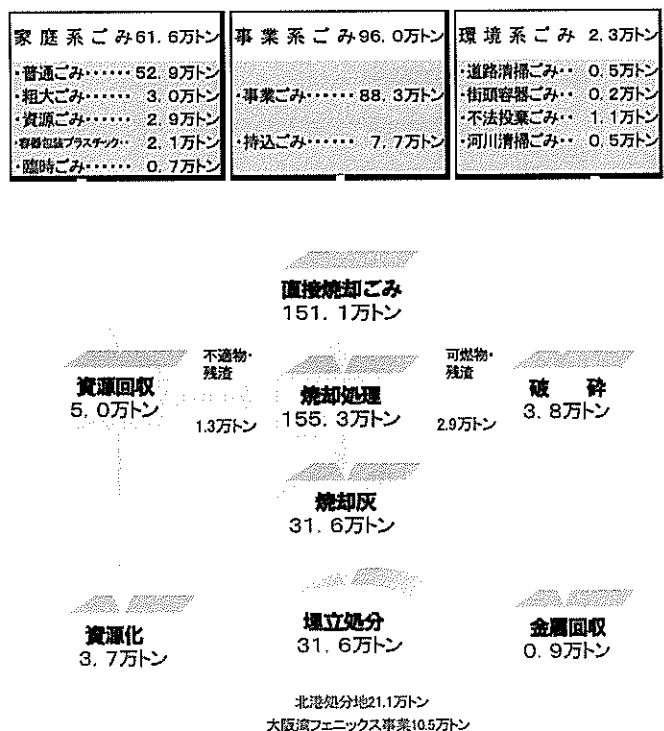 家庭系ごみ61.6万トン
・普通ごみ……52.9万トン
・粗大ごみ…… 3.0万トン
・資源ごみ…… 2.9万トン
・容器包装プラスチック‥ 2.1万トン
・臨時ごみ…… 0.7万トン
事業系ごみ96.0万トン
・事業ごみ…… 88.3万トン
・持込ごみ…… 7.7万トン
環境系ごみ 2.3万トン
・道路清掃ごみ‥ 0.5万トン
・街頭容器ごみ‥ 0.2万トン
・不法投棄ごみ‥ 1.1万トン
・河川清掃ごみ‥ 0.5万トン
直接焼却ごみ
151.1万トン
資源回収
5.0万トン
不適物・
残渣
1.3万トン
焼却処理
155.3万トン
可燃物・
残渣
2.9万トン
破 砕
3.8万トン
焼却灰
31.6万トン
資源化
3.7万トン
埋立処分
31.6万トン
金属回収
0.9万トン
北港処分地21.1万トン
大阪湾フェニックス事業10.5万トン